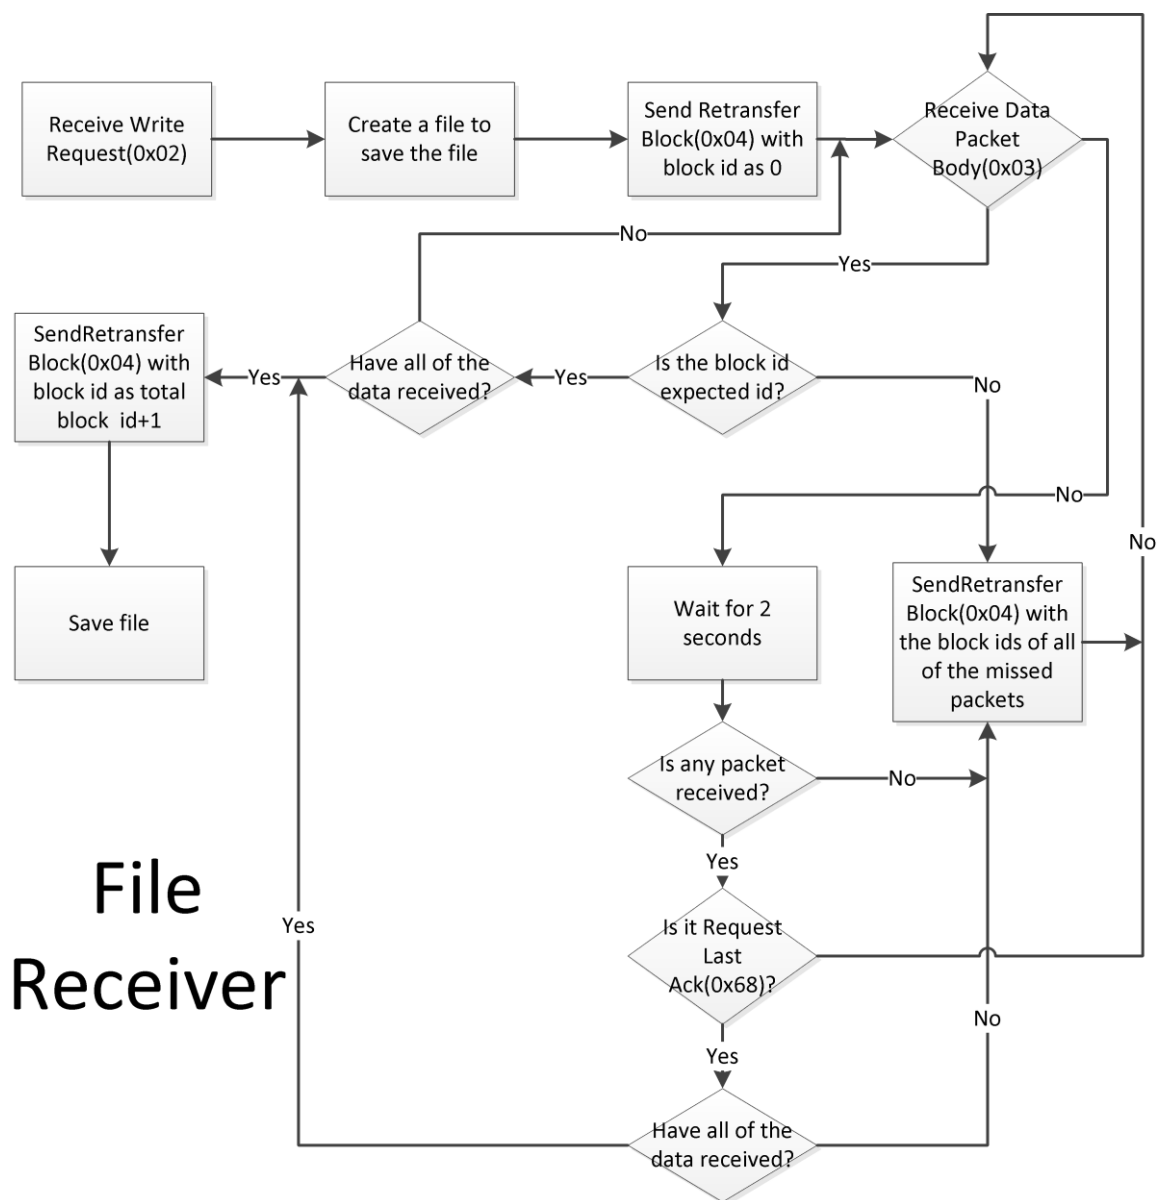 Receive Write
Request(0x02)
Create a file to
save the file
Send Retransfer
Block(0x04) with
block id as 0
Receive Data
Packet
Body(0x03)
No
Yes
SendRetransfer
Block(0x04) with
block id as total
block id+1
Yes
Have all of the
data received?
Yes
Is the block id
expected id?
No
No
No
Save file
Wait for 2
seconds
SendRetransfer
Block(0x04) with
the block ids of all
of the missed
packets
Is any packet
received?
No
Yes
File
Receiver
Yes
Is it Request
Last
Ack(0x68)?
No
Yes
Have all of the
data received?